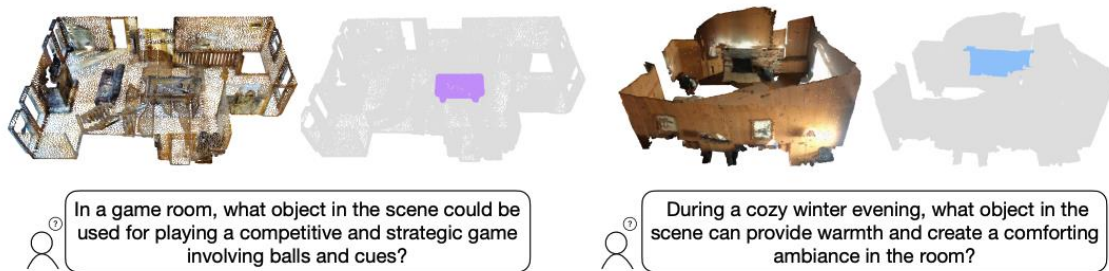 In a game room, what object in the scene could be
used for playing a competitive and strategic game
involving balls and cues?
During a cozy winter evening, what object in the
scene can provide warmth and create a comforting
ambiance in the room?
?
?